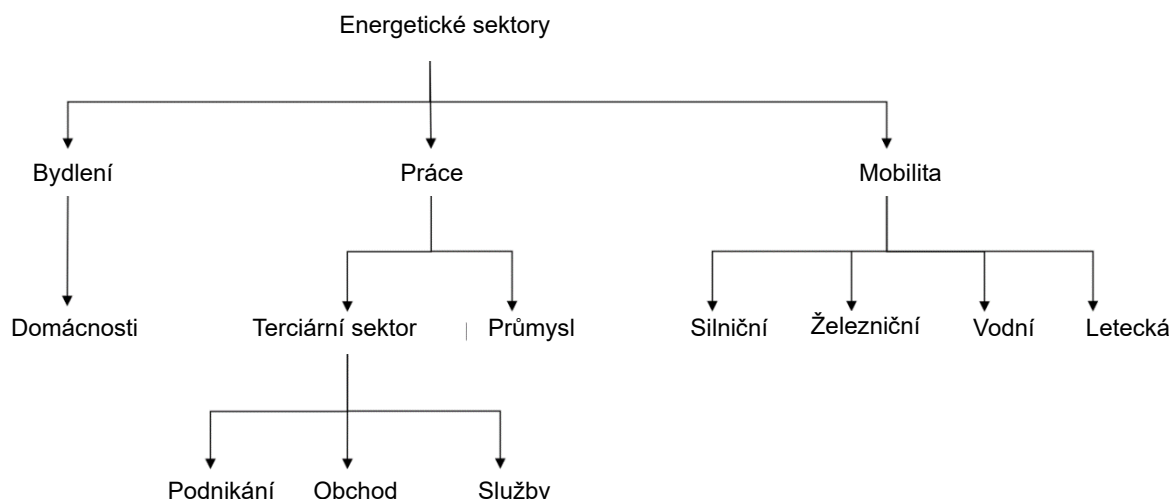 Energetické sektory
Bydlení
Práce
Mobilita
Domácnosti
Terciární sektor
Průmysl
Silniční
Železniční
Vodní
Letecká
Podnikání
Obchod
Služby